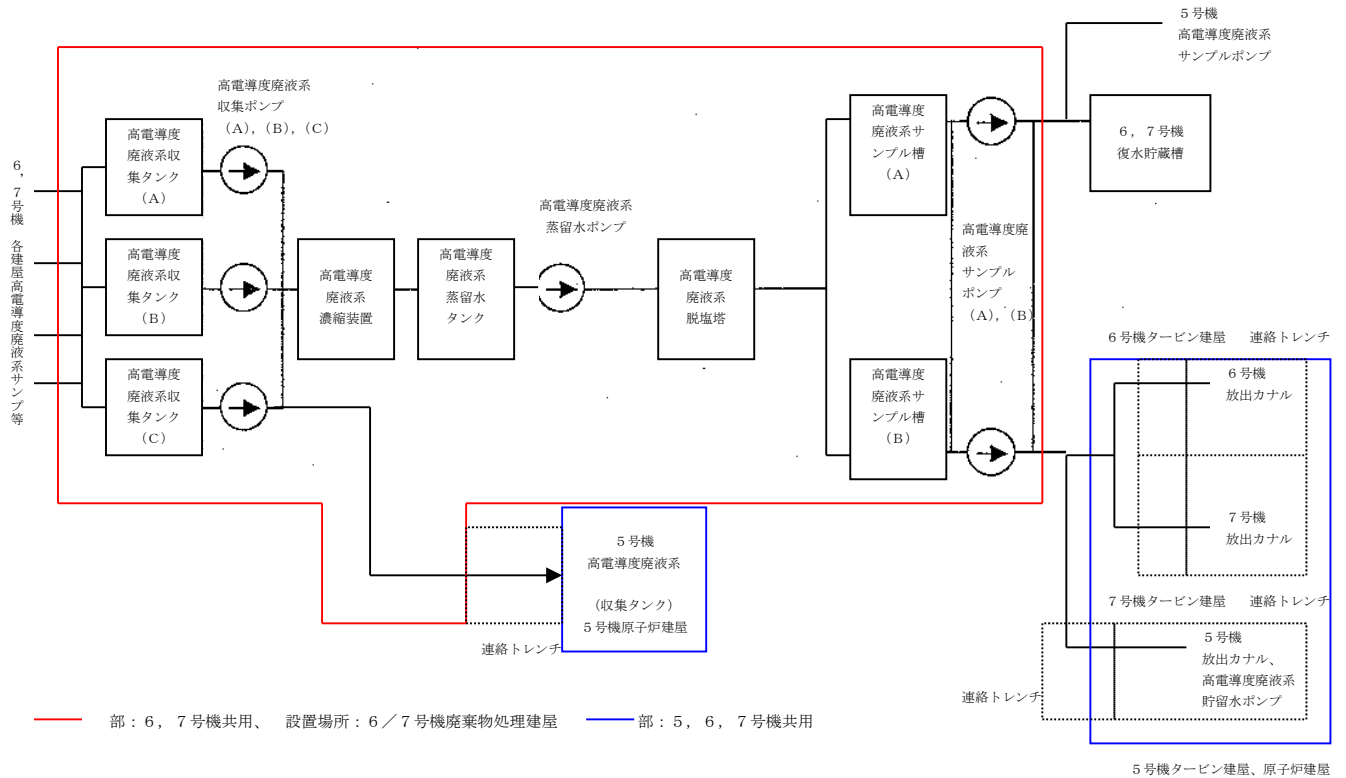 ５号機
高電導度廃液系
サンプルポンプ
高電導度廃液系
収集ポンプ
（A），（B），（C）
６，７号機　各建屋高電導度廃液系サンプ等
高電導度
廃液系収
集タンク
（A）
高電導度
廃液系収
集タンク
（B）
高電導度
廃液系収
集タンク
（C）
高電導度
廃液系
濃縮装置
高電導度
廃液系
蒸留水
タンク
高電導度廃液系
蒸留水ポンプ
高電導度
廃液系
脱塩塔
高電導度
廃液系サ
ンプル槽
（A）
高電導度
廃液系サ
ンプル槽
（B）
高電導度廃
液系
サンプル
ポンプ
（A），（B）
６，７号機
復水貯蔵槽
６号機タービン建屋　連絡トレンチ
６号機
放出カナル
７号機
放出カナル
７号機タービン建屋　連絡トレンチ
５号機
放出カナル、
高電導度廃液系
貯留水ポンプ
連絡トレンチ
５号機
高電導度廃液系
（収集タンク）
５号機原子炉建屋
連絡トレンチ
部：６，７号機共用、　設置場所：６／７号機廃棄物処理建屋
部：５，６，７号機共用
５号機タービン建屋、原子炉建屋